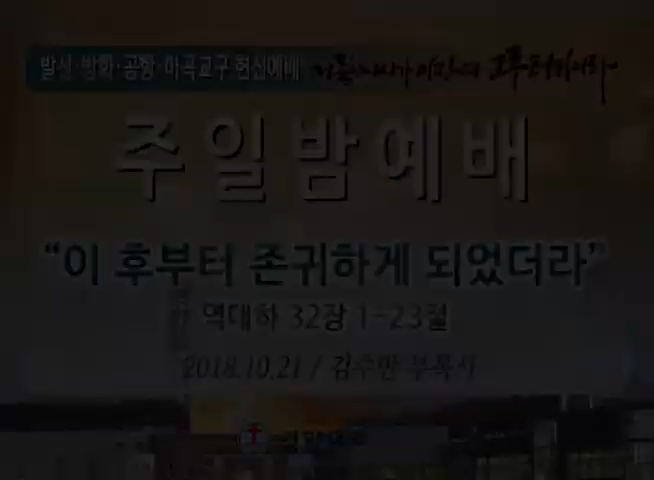 발산·방화·공항·마곡교구 헌신예배
주일밤예배
"이 후부터 존귀하게 되었더라"
역대하 32장 1-23절
2018.10.21 / 김수만 부목사